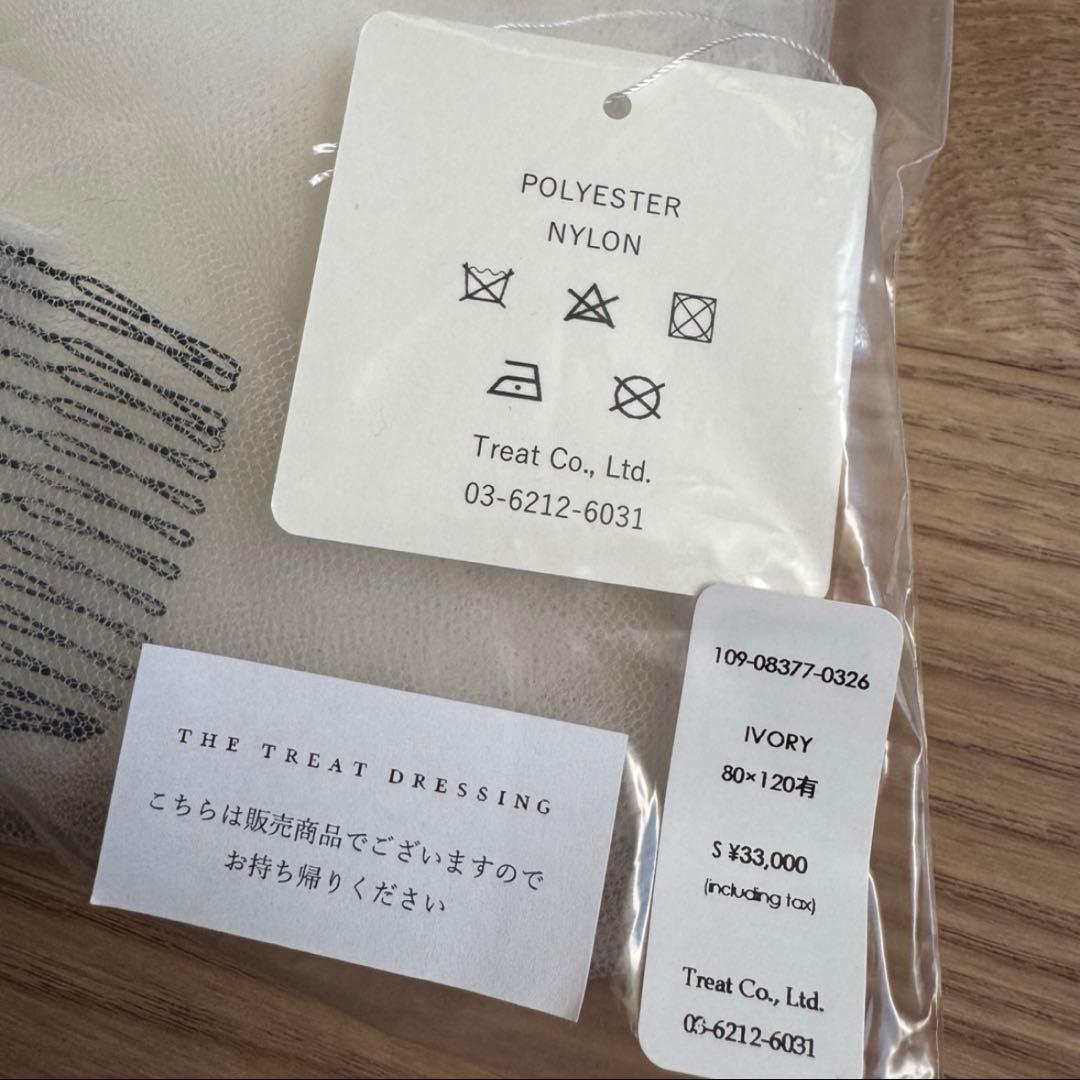 POLYESTER
NYLON
Treat Co., Ltd.
03-6212-6031
109-08377-0326
IVORY
80×120有
S ¥33,000
(including tax)
Treat Co., Ltd.
03-6212-6031
THE TREAT DRESSING
こちらは販売商品でございますので
お持ち帰りください